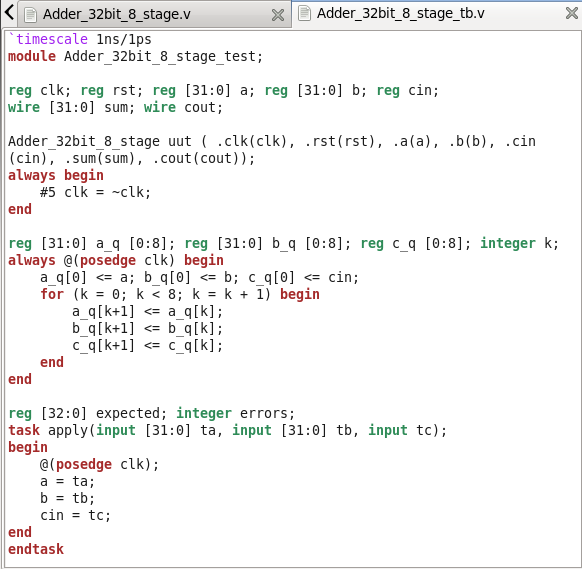 Adder_32bit_8_stage.v
Adder_32bit_8_stage_tb.v
`timescale 1ns/1ps
module Adder_32bit_8_stage_test;
reg clk; reg rst; reg [31:0] a; reg [31:0] b; reg cin;
wire [31:0] sum; wire cout;
Adder_32bit_8_stage uut ( .clk(clk), .rst(rst), .a(a), .b(b), .cin
(cin), .sum(sum), .cout(cout));
always begin
    #5 clk = ~clk;
end
reg [31:0] a_q [0:8]; reg [31:0] b_q [0:8]; reg c_q [0:8]; integer k;
always @(posedge clk) begin
    a_q[0] <= a; b_q[0] <= b; c_q[0] <= cin;
    for (k = 0; k < 8; k = k + 1) begin
        a_q[k+1] <= a_q[k];
        b_q[k+1] <= b_q[k];
        c_q[k+1] <= c_q[k];
    end
end
reg [32:0] expected; integer errors;
task apply(input [31:0] ta, input [31:0] tb, input tc);
begin
    @(posedge clk);
    a = ta;
    b = tb;
    cin = tc;
end
endtask